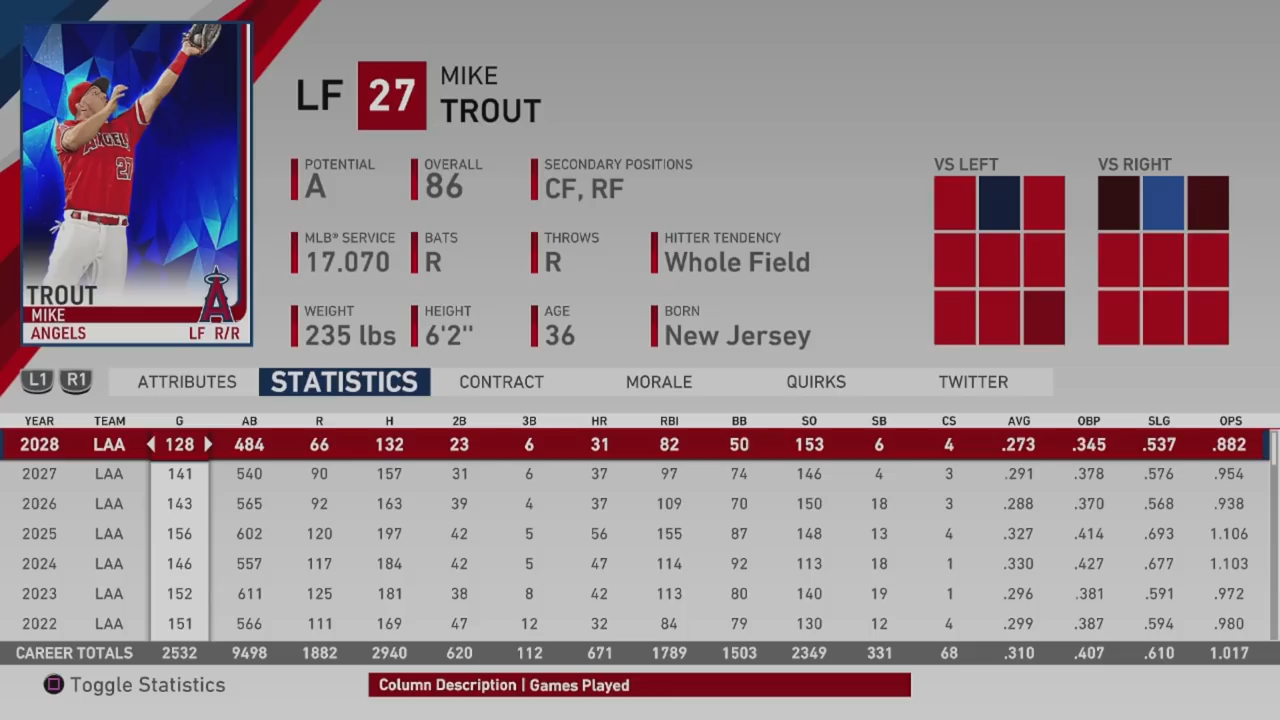 LF 27 MIKE TROUT
POTENTIAL OVERALL SECONDARY POSITIONS
A 86 CF, RF
VS LEFT VS RIGHT
MLB® SERVICE BATS THROWS HITTER TENDENCY
17.070 R R Whole Field
WEIGHT HEIGHT AGE BORN
235 lbs 6'2" 36 New Jersey
ANGELS
27
TROUT
MIKE
ANGELS LF R/R
A
L1 R1 ATTRIBUTES STATISTICS CONTRACT MORALE QUIRKS TWITTER
YEAR TEAM G AB R H 2B 3B HR RBI BB SO SB CS AVG OBP SLG OPS
2028 LAA 128 484 66 132 23 6 31 82 50 153 6 4 .273 .345 .537 .882
2027 LAA 141 540 90 157 31 6 37 97 74 146 4 3 .291 .378 .576 .954
2026 LAA 143 565 92 163 39 4 37 109 70 150 18 3 .288 .370 .568 .938
2025 LAA 156 602 120 197 42 5 56 155 87 148 13 4 .327 .414 .693 1.106
2024 LAA 146 557 117 184 42 5 47 114 92 113 18 1 .330 .427 .677 1.103
2023 LAA 152 611 125 181 38 8 42 113 80 140 19 1 .296 .381 .591 .972
2022 LAA 151 566 111 169 47 12 32 84 79 130 12 4 .299 .387 .594 .980
CAREER TOTALS 2532 9498 1882 2940 620 112 671 1789 1503 2349 331 68 .310 .407 .610 1.017
Toggle Statistics
Column Description | Games Played